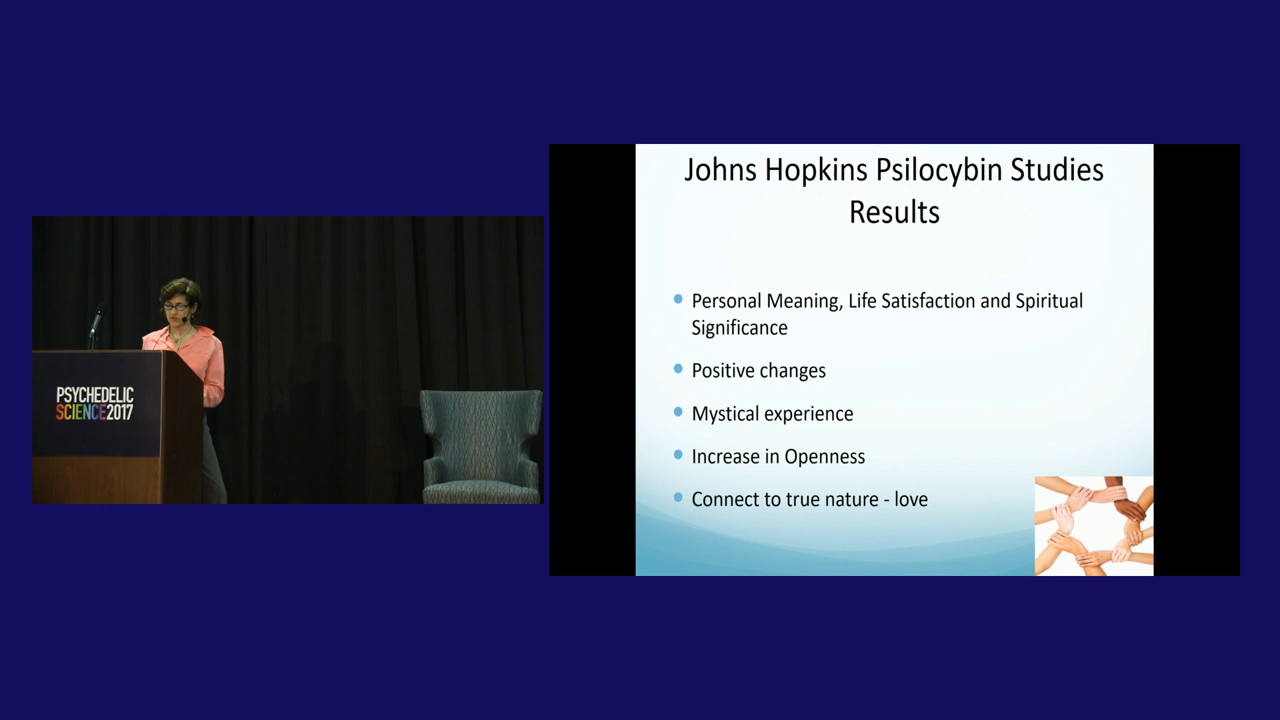 PSYCHEDELIC
SCIENCE2017
Johns Hopkins Psilocybin Studies
Results
Personal Meaning, Life Satisfaction and Spiritual
Significance
Positive changes
Mystical experience
Increase in Openness
Connect to true nature - love